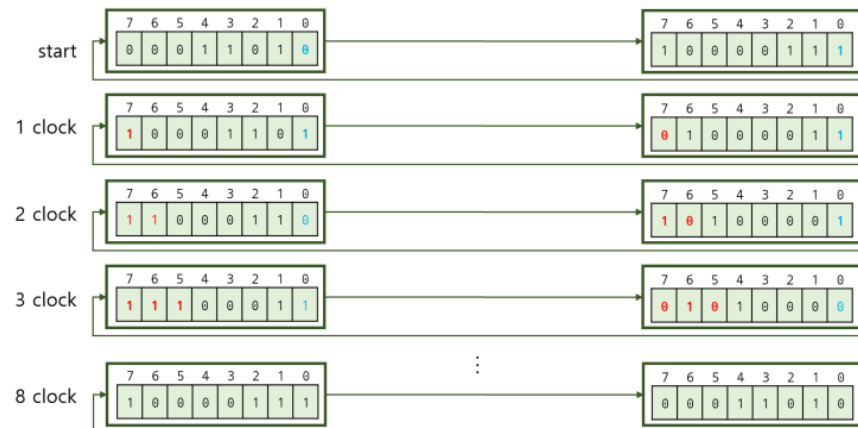 7 6 5 4 3 2 1 0 7 6 5 4 3 2 1 0
start 0 0 0 1 1 0 1 0 1 0 0 0 0 1 1 1
7 6 5 4 3 2 1 0 7 6 5 4 3 2 1 0
1 clock 1 0 0 0 1 1 0 1 0 1 0 0 0 0 1 1
7 6 5 4 3 2 1 0 7 6 5 4 3 2 1 0
2 clock 1 1 0 0 0 1 1 0 1 0 1 0 0 0 0 1
7 6 5 4 3 2 1 0 7 6 5 4 3 2 1 0
3 clock 1 1 1 0 0 0 1 1 0 1 0 1 0 0 0 0
⋮
7 6 5 4 3 2 1 0 7 6 5 4 3 2 1 0
8 clock 1 0 0 0 0 1 1 1 0 0 0 1 1 0 1 0